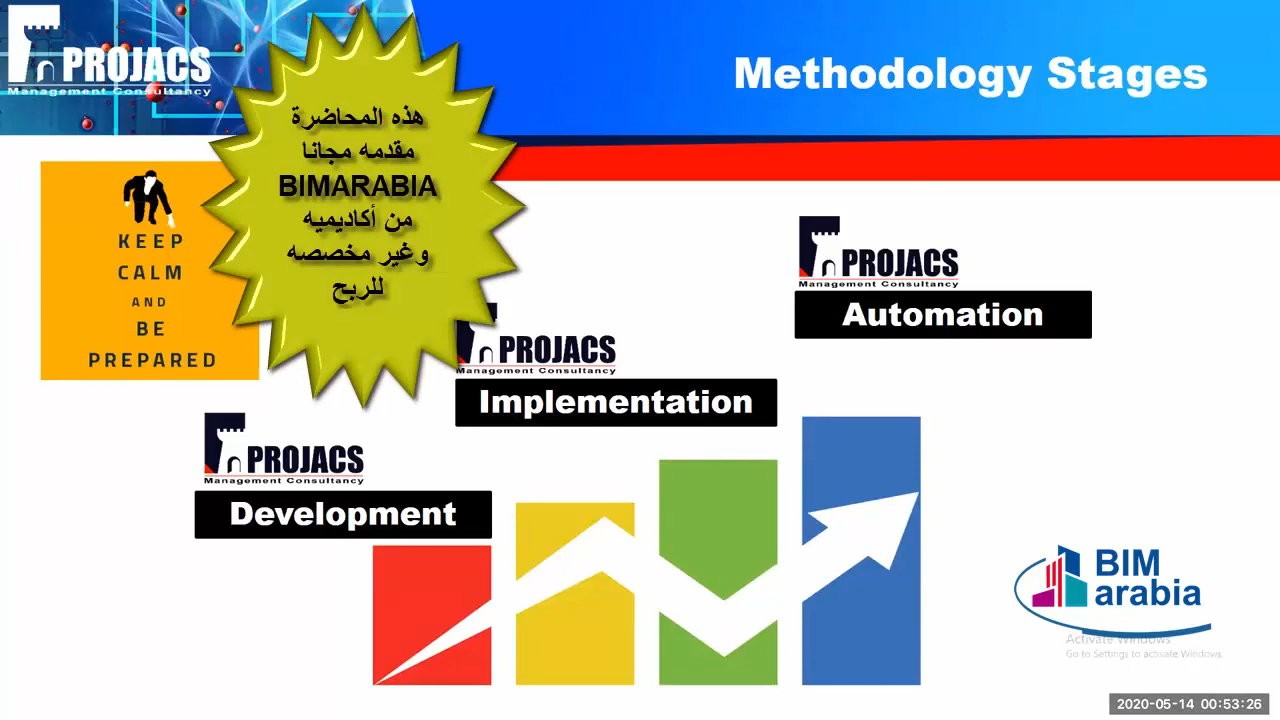 PROJACS
Management Consultancy
Methodology Stages
هذه المحاضرة
مقدمه مجانا
BIMARABIA
من أكاديميه
وغير مخصصه
للربح
KEEP
CALM
AND
BE
PREPARED
PROJACS
Management Consultancy
Automation
PROJACS
Management Consultancy
Implementation
PROJACS
Management Consultancy
Development
BIM
arabia
Activate Windows
Go to Settings to activate Windows.
2020-05-14 00:53:26